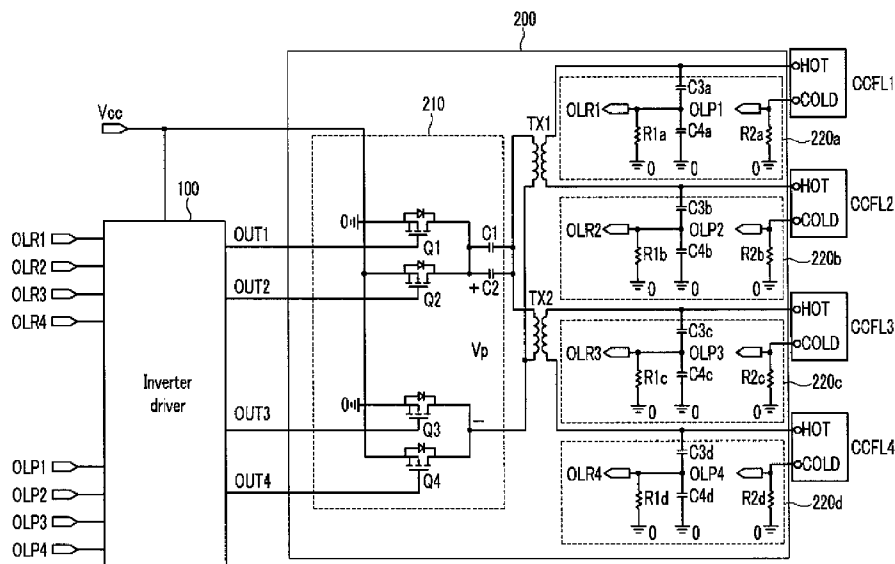 200
HOT
CCFL1
C3a
COLD
OLR1
OLP1
R1a
C4a
R2a
220a
0
0
0
Vcc
210
TX1
HOT
CCFL2
C3b
COLD
OLR2
OLP2
R1b
C4b
R2b
220b
0
0
0
100
OLR1
OLR2
OLR3
OLR4
OUT1
OUT2
0
Q1
Q2
C1
+ C2
TX2
Vp
HOT
CCFL3
C3c
COLD
OLR3
OLP3
R1c
C4c
R2c
220c
0
0
0
Inverter
driver
OUT3
OUT4
0
Q3
Q4
−
HOT
CCFL4
C3d
COLD
OLR4
OLP4
R1d
C4d
R2d
220d
0
0
0
OLP1
OLP2
OLP3
OLP4